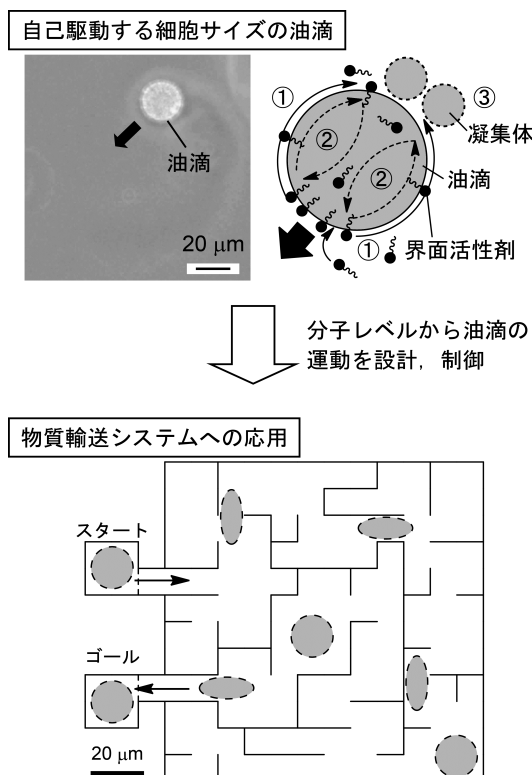 自己駆動する細胞サイズの油滴
油滴
20 μm
①
②
②
③
凝集体
油滴
① 界面活性剤
分子レベルから油滴の
運動を設計，制御
物質輸送システムへの応用
スタート
ゴール
20 μm